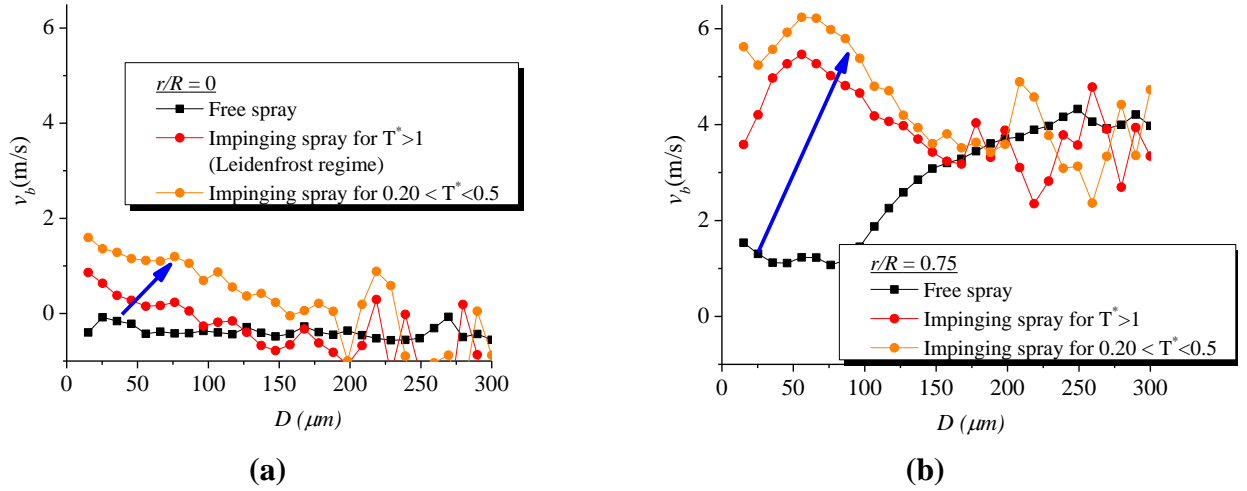 6
4
2
0
v_b(m/s)
r/R = 0
Free spray
Impinging spray for T*>1
(Leidenfrost regime)
Impinging spray for 0.20 < T*<0.5
0 50 100 150 200 250 300
D (μm)
(a)
6
4
2
0
v_b(m/s)
r/R = 0.75
Free spray
Impinging spray for T*>1
Impinging spray for 0.20 < T*<0.5
0 50 100 150 200 250 300
D (μm)
(b)